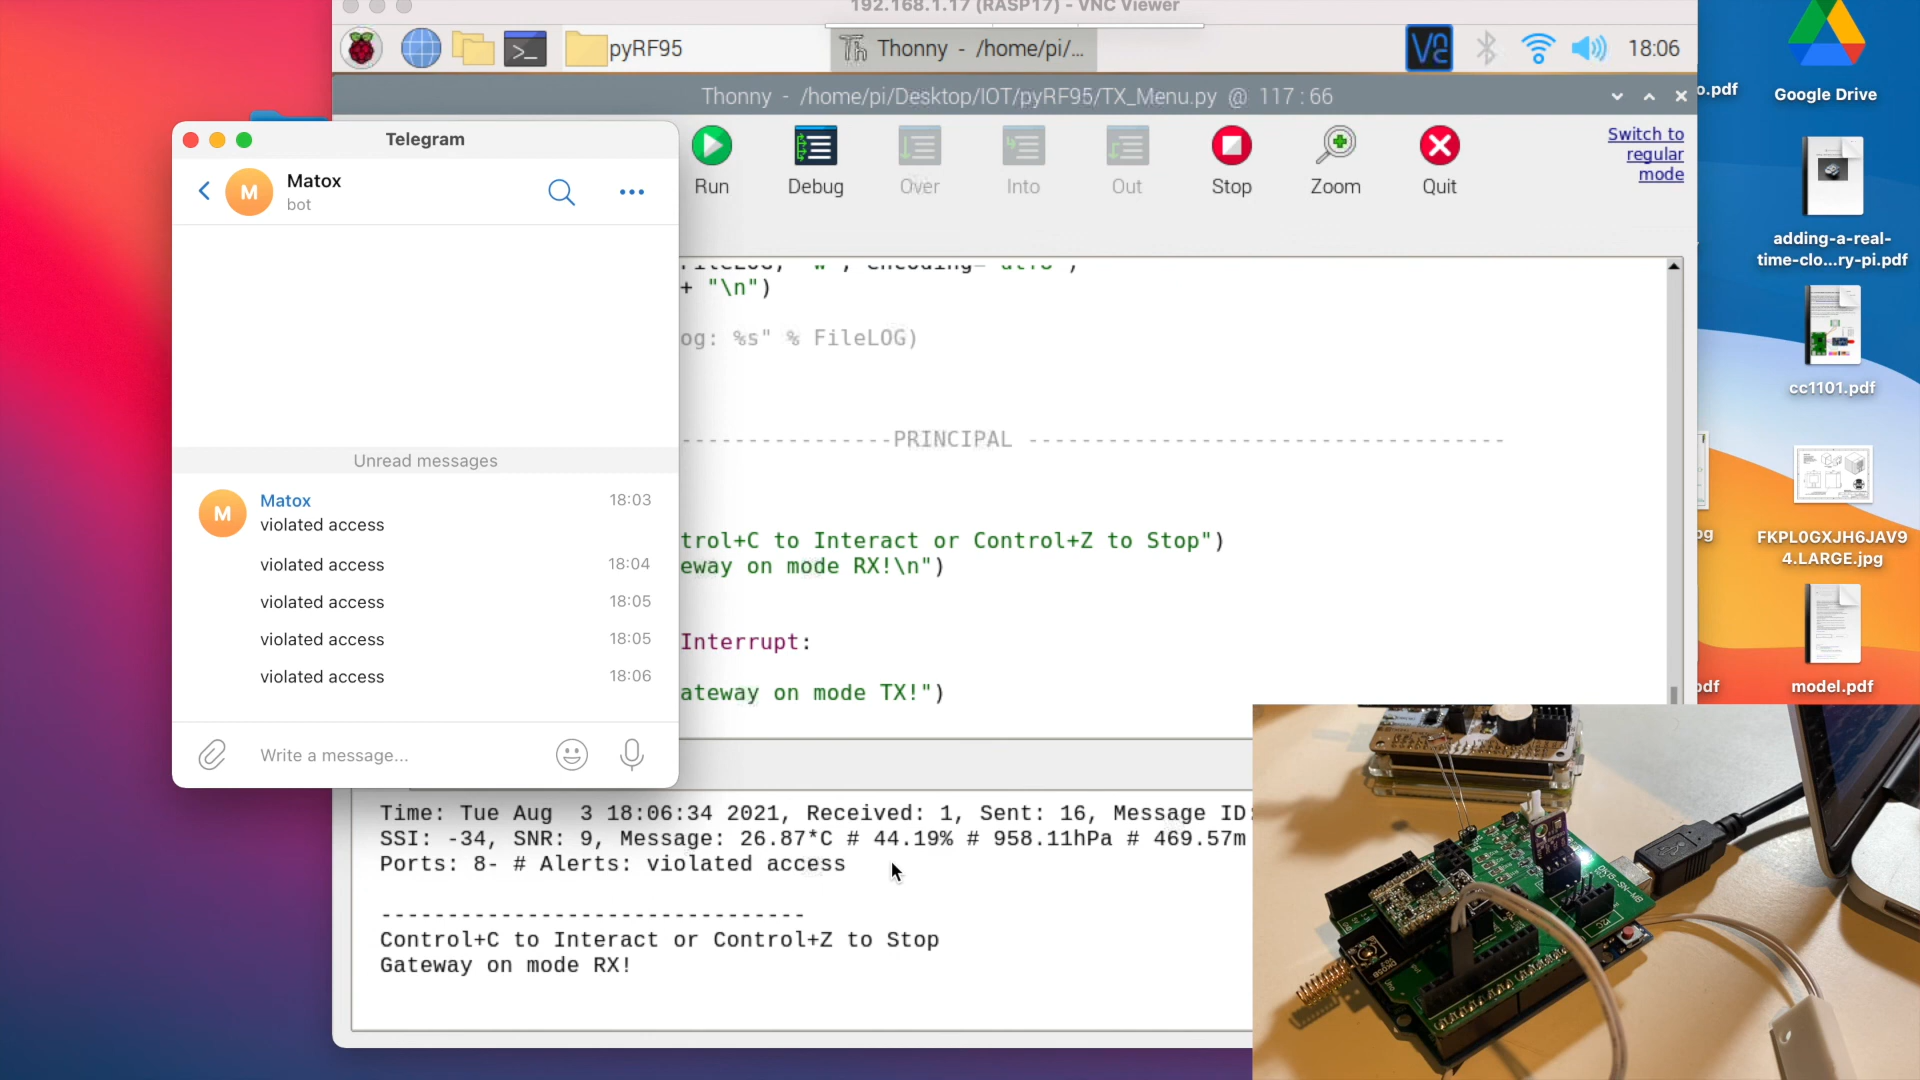 192.168.1.17 (RASP17) - VNC Viewer
pyRF95
Thonny - /home/pi/...
18:06
Thonny - /home/pi/Desktop/IOT/pyRF95/TX_Menu.py @ 117 : 66
Run
Debug
Over
Into
Out
Stop
Zoom
Quit
Switch to
regular
mode
Telegram
M
Matox
bot
Unread messages
M
Matox
18:03
violated access
violated access
18:04
violated access
18:05
violated access
18:05
violated access
18:06
Write a message...
+ "\n")
og: %s" % FileLOG)
----------------PRINCIPAL ------------------------------------
trol+C to Interact or Control+Z to Stop")
eway on mode RX!\n")
Interrupt:
ateway on mode TX!")
Time: Tue Aug  3 18:06:34 2021, Received: 1, Sent: 16, Message ID:
SSI: -34, SNR: 9, Message: 26.87*C # 44.19% # 958.11hPa # 469.57m
Ports: 8- # Alerts: violated access
--------------------------------
Control+C to Interact or Control+Z to Stop
Gateway on mode RX!
o.pdf
Google Drive
adding-a-real-
time-clo...ry-pi.pdf
cc1101.pdf
FKPL0GXJH6JAV9
4.LARGE.jpg
model.pdf